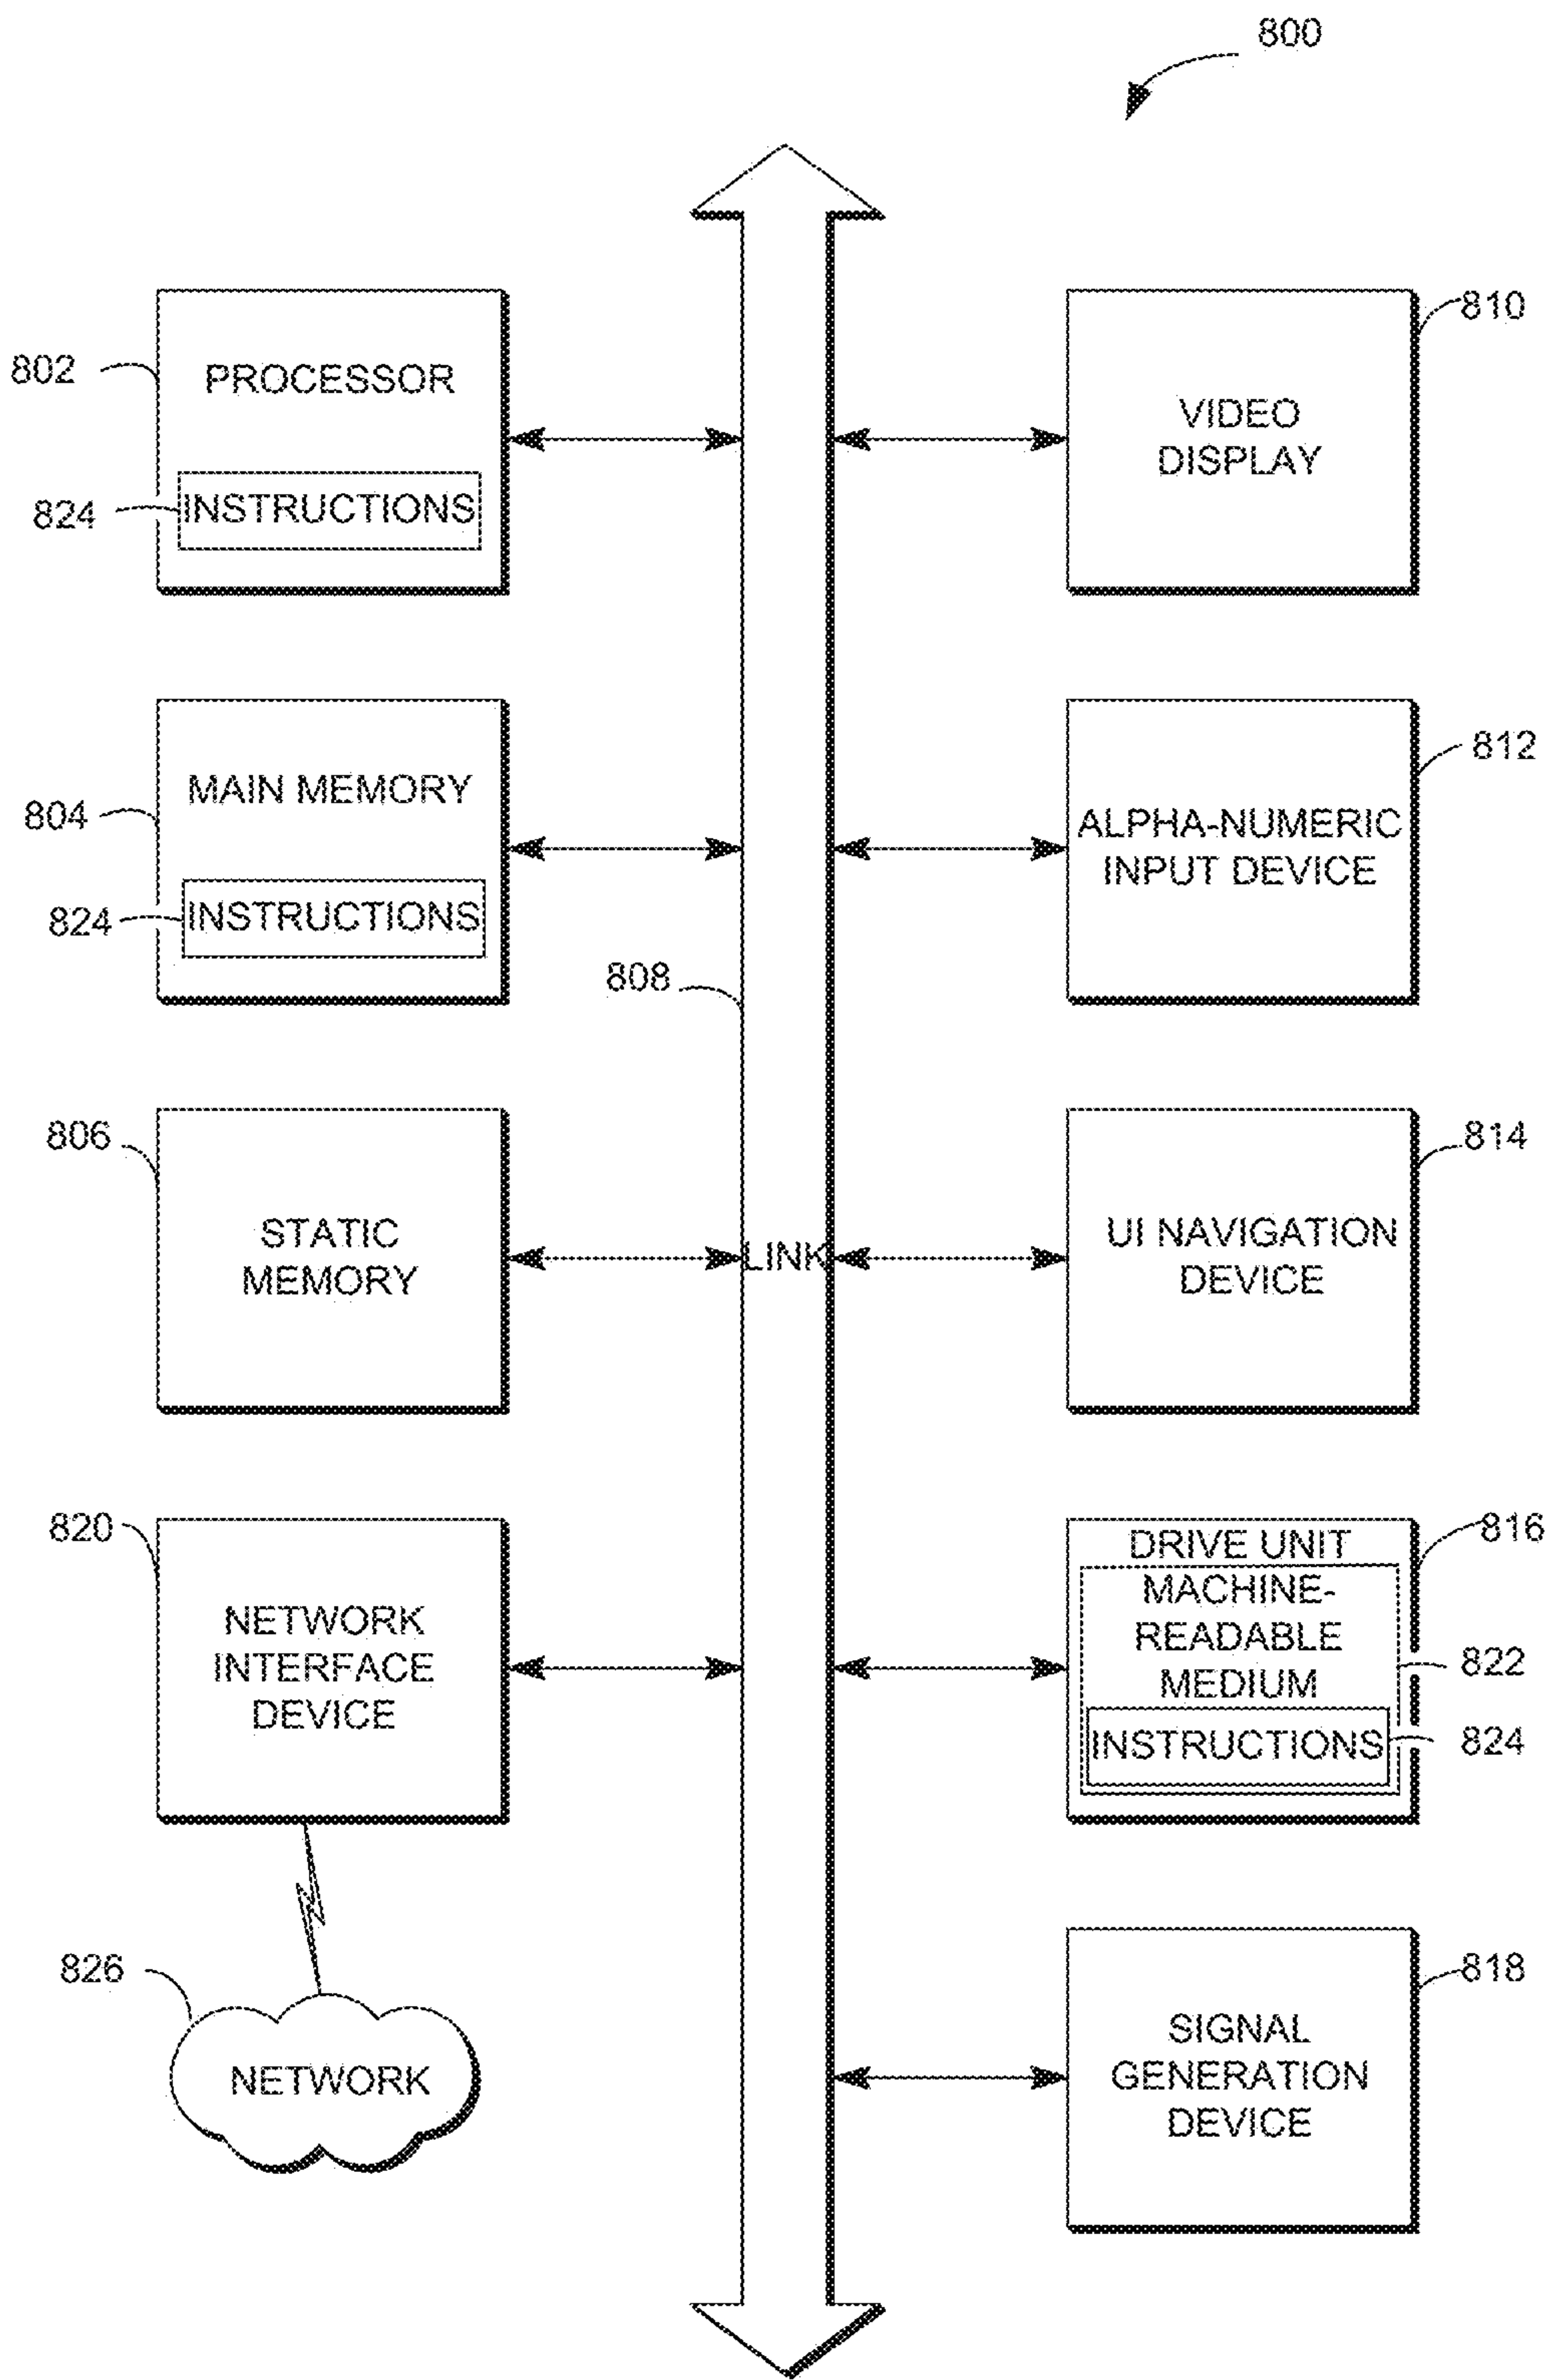 800
802
PROCESSOR
824
INSTRUCTIONS
810
VIDEO
DISPLAY
804
MAIN MEMORY
824
INSTRUCTIONS
812
ALPHA-NUMERIC
INPUT DEVICE
808
LINK
806
STATIC
MEMORY
814
UI NAVIGATION
DEVICE
820
NETWORK
INTERFACE
DEVICE
816
DRIVE UNIT
MACHINE-
READABLE
MEDIUM
822
INSTRUCTIONS
824
826
NETWORK
818
SIGNAL
GENERATION
DEVICE